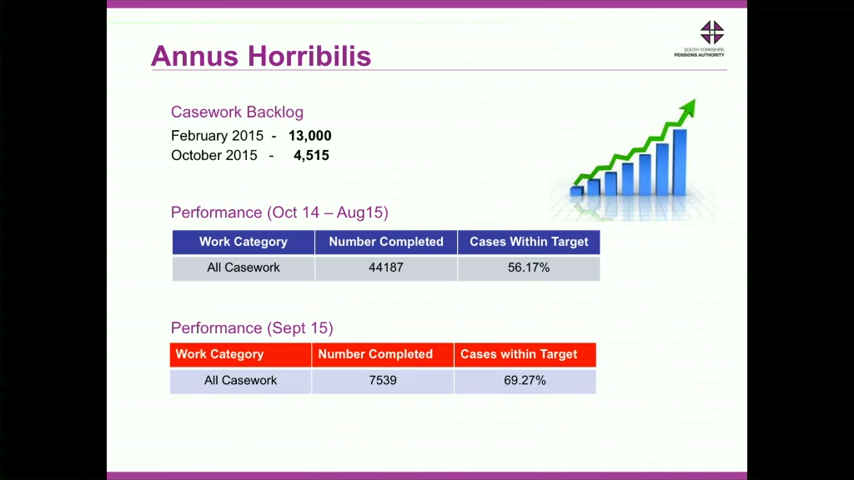 Annus Horribilis
SOUTH YORKSHIRE
PENSIONS AUTHORITY
Casework Backlog
February 2015 - 13,000
October 2015 - 4,515
Performance (Oct 14 – Aug15)
Work Category Number Completed Cases Within Target
All Casework 44187 56.17%
Performance (Sept 15)
Work Category Number Completed Cases within Target
All Casework 7539 69.27%